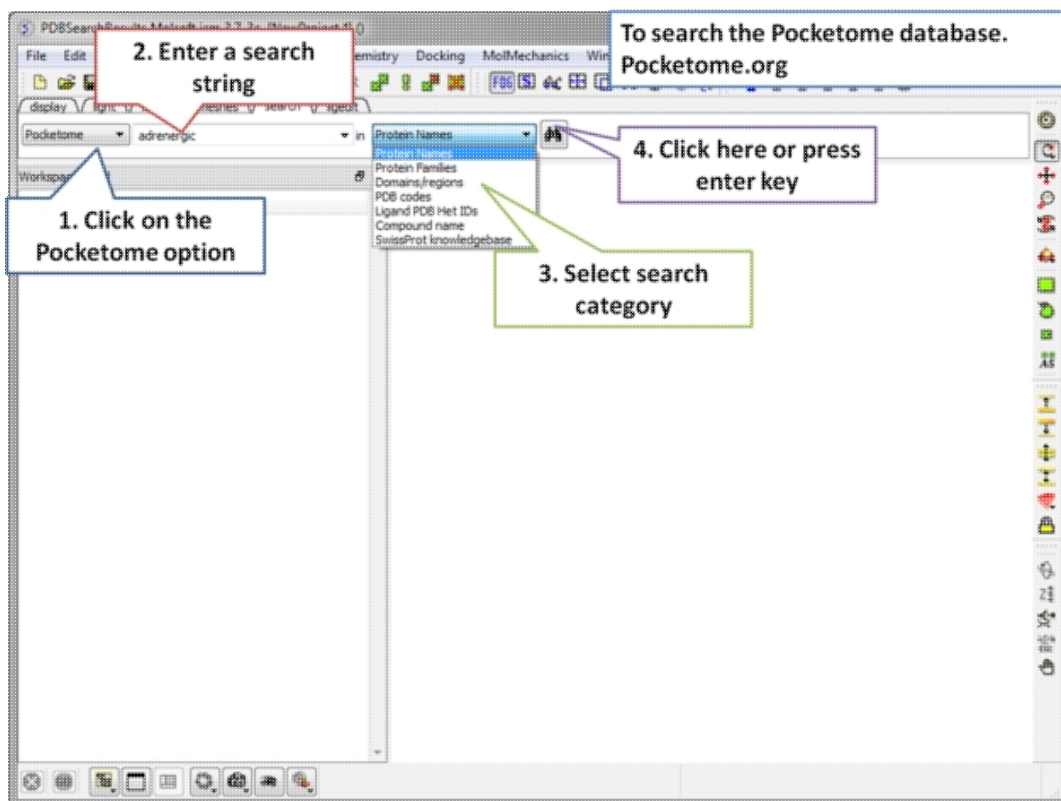 To search the Pocketome database.
Pocketome.org
2. Enter a search
string
File Edit
Docking MolMechanics
display
search
Pocketome
adrenergic
in
Protein Names
4. Click here or press
enter key
Protein Names
Protein Families
Domains/regions
PDB codes
Ligand PDB Het IDs
Compound name
SwissProt knowledgebase
1. Click on the
Pocketome option
3. Select search
category